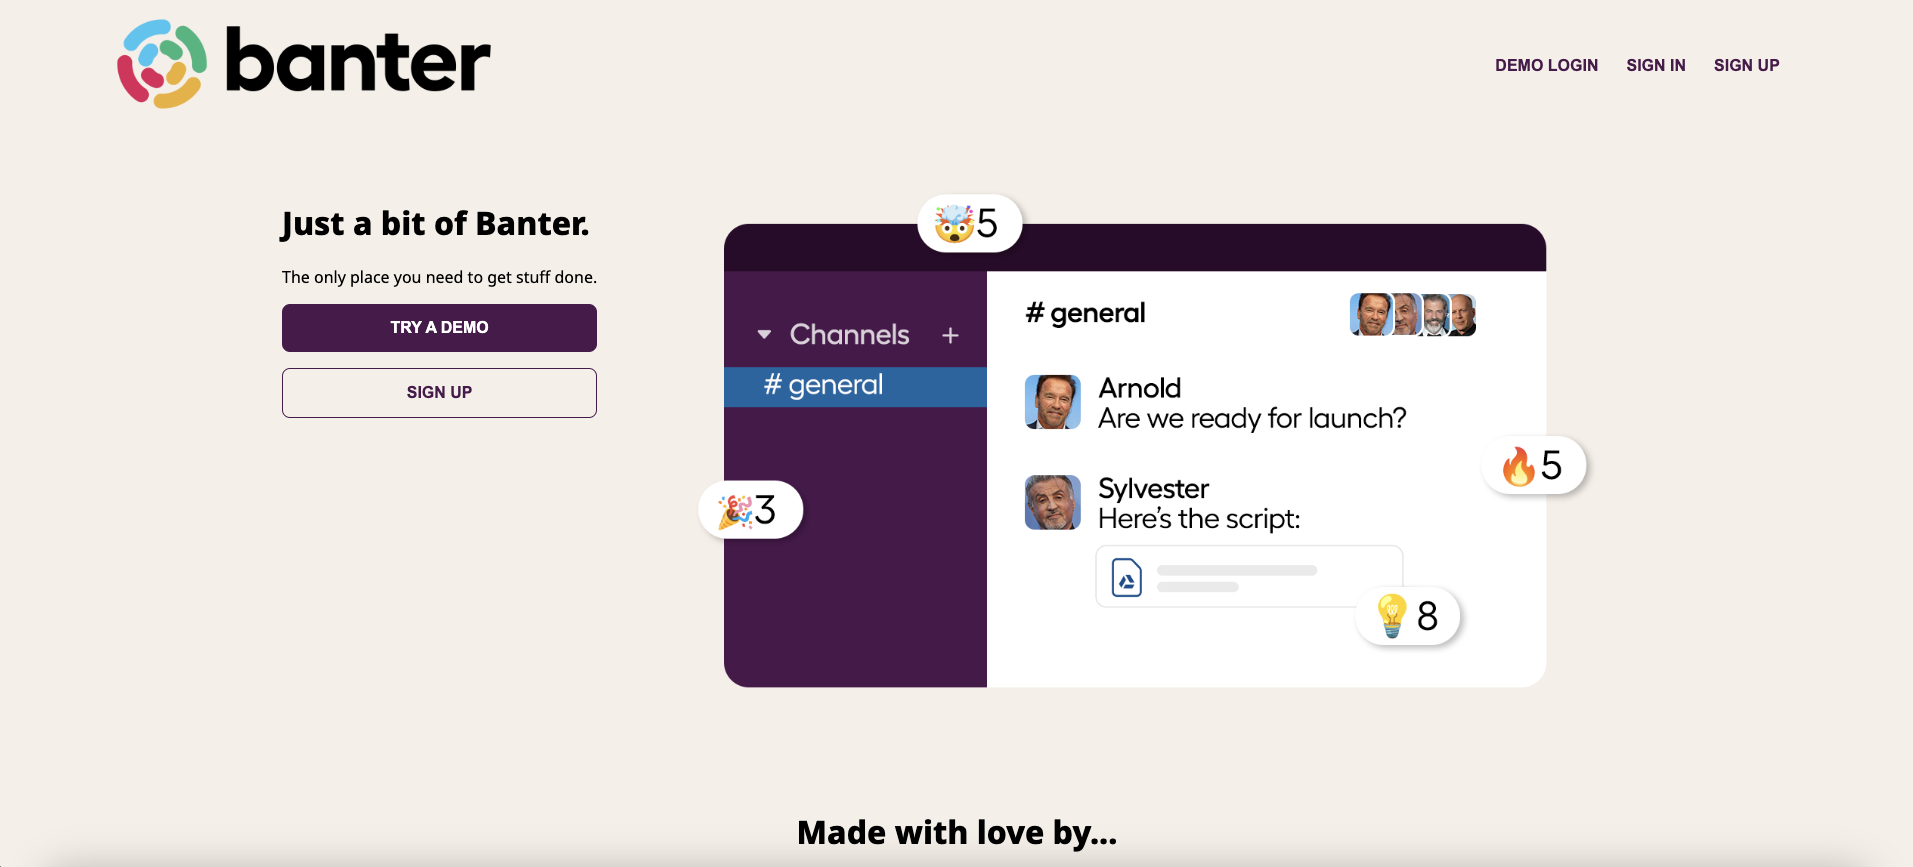 banter
DEMO LOGIN SIGN IN SIGN UP
Just a bit of Banter.
The only place you need to get stuff done.
TRY A DEMO
SIGN UP
🤯5
Channels +
# general
# general
Arnold
Are we ready for launch?
🔥5
Sylvester
Here's the script:
🎉3
💡8
Made with love by...